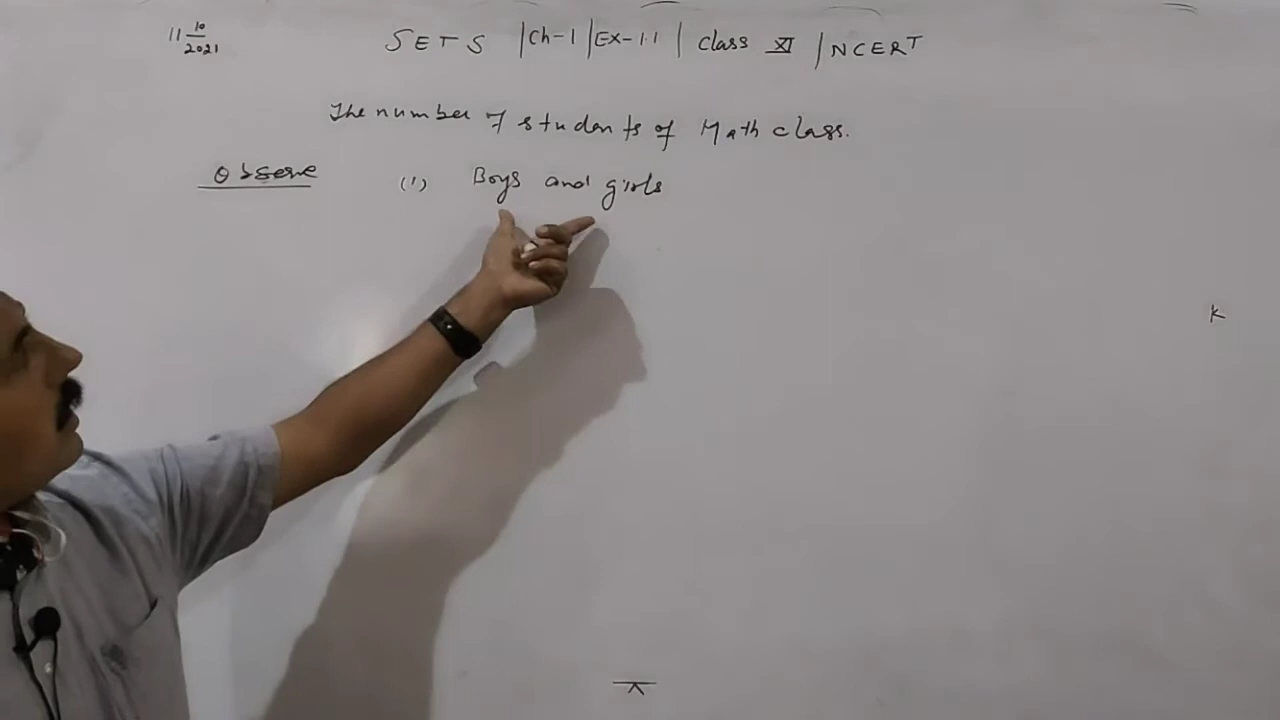 11 10/2021
SETS | Ch-1 | Ex-1.1 | Class XI | NCERT
The number of students of Math class.
Observe (1) Boys and girls
K